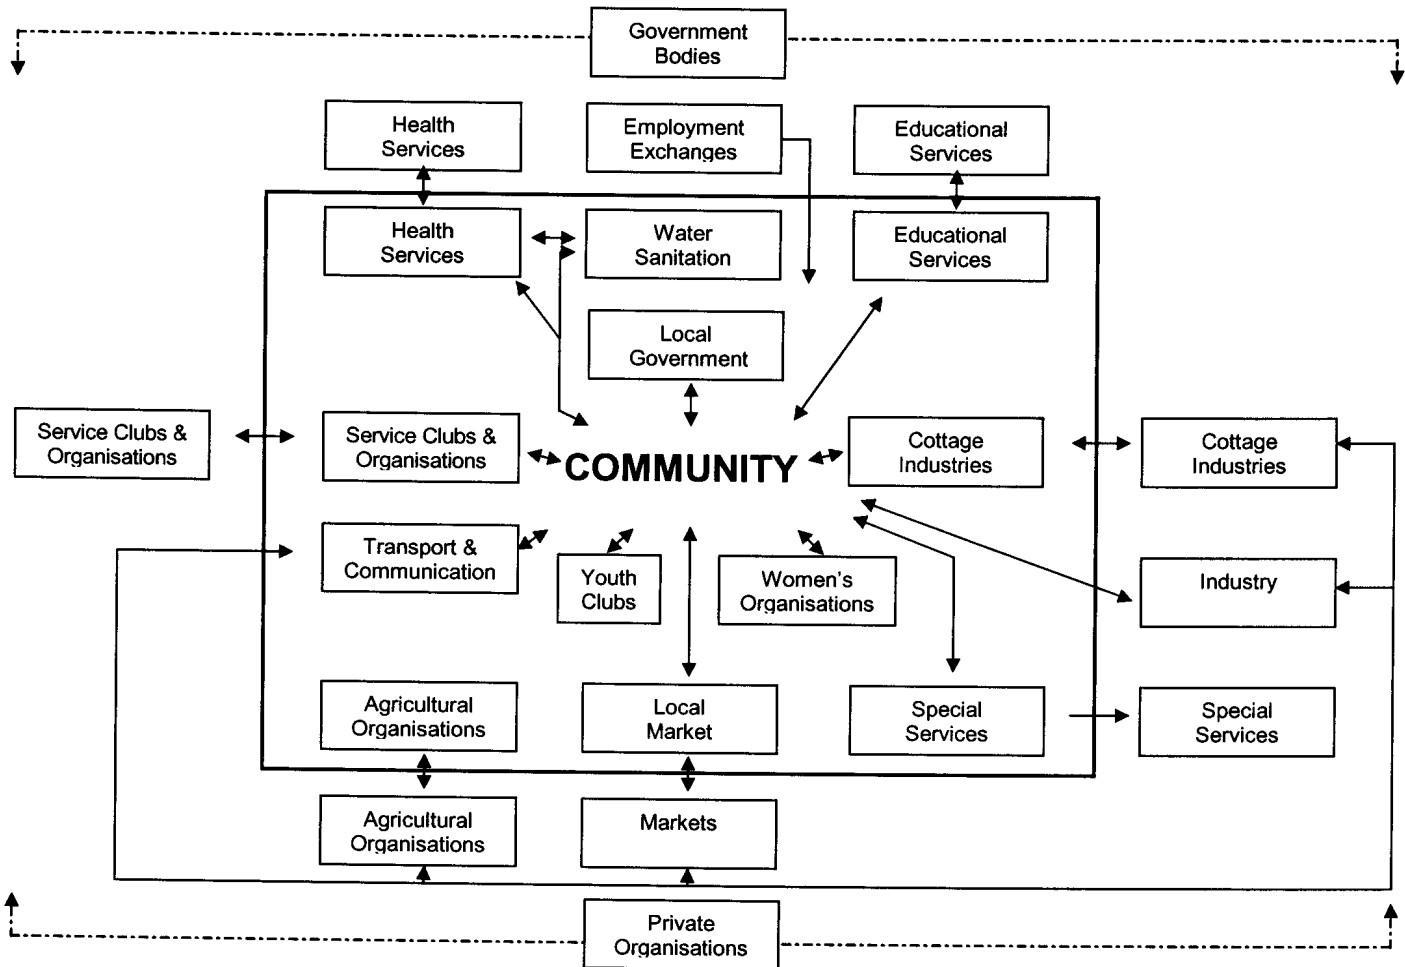 Government
Bodies
Health
Services
Employment
Exchanges
Educational
Services
Health
Services
Water
Sanitation
Educational
Services
Local
Government
Service Clubs &
Organisations
Service Clubs &
Organisations
COMMUNITY
Cottage
Industries
Cottage
Industries
Transport &
Communication
Youth
Clubs
Women's
Organisations
Industry
Agricultural
Organisations
Local
Market
Special
Services
Special
Services
Agricultural
Organisations
Markets
Private
Organisations